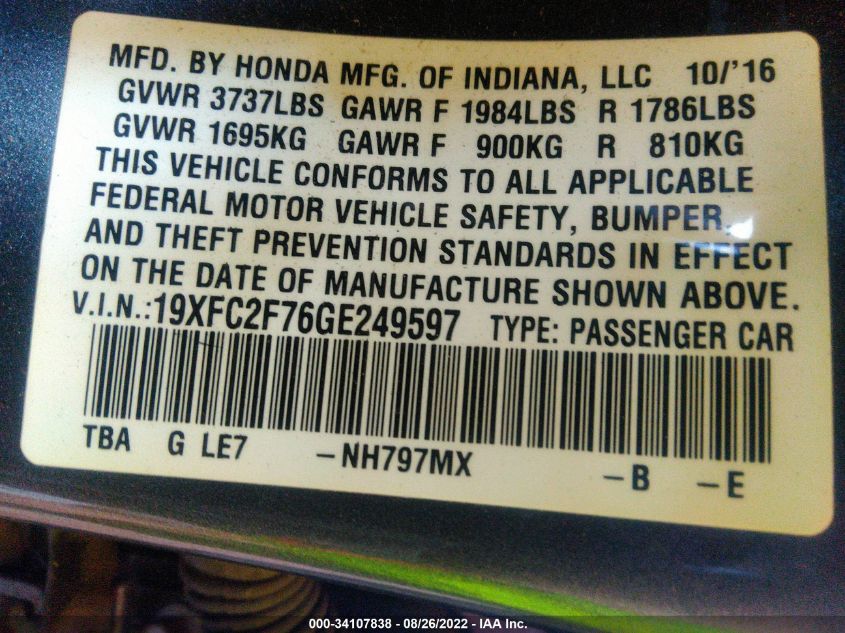 MFD. BY HONDA MFG. OF INDIANA, LLC 10/'16
GVWR 3737LBS GAWR F 1984LBS R 1786LBS
GVWR 1695KG GAWR F 900KG R 810KG
THIS VEHICLE CONFORMS TO ALL APPLICABLE
FEDERAL MOTOR VEHICLE SAFETY, BUMPER,
AND THEFT PREVENTION STANDARDS IN EFFECT
ON THE DATE OF MANUFACTURE SHOWN ABOVE.
V.I.N.:19XFC2F76GE249597 TYPE: PASSENGER CAR
TBA G LE7 -NH797MX -B -E
000-34107838 - 08/26/2022 - IAA Inc.